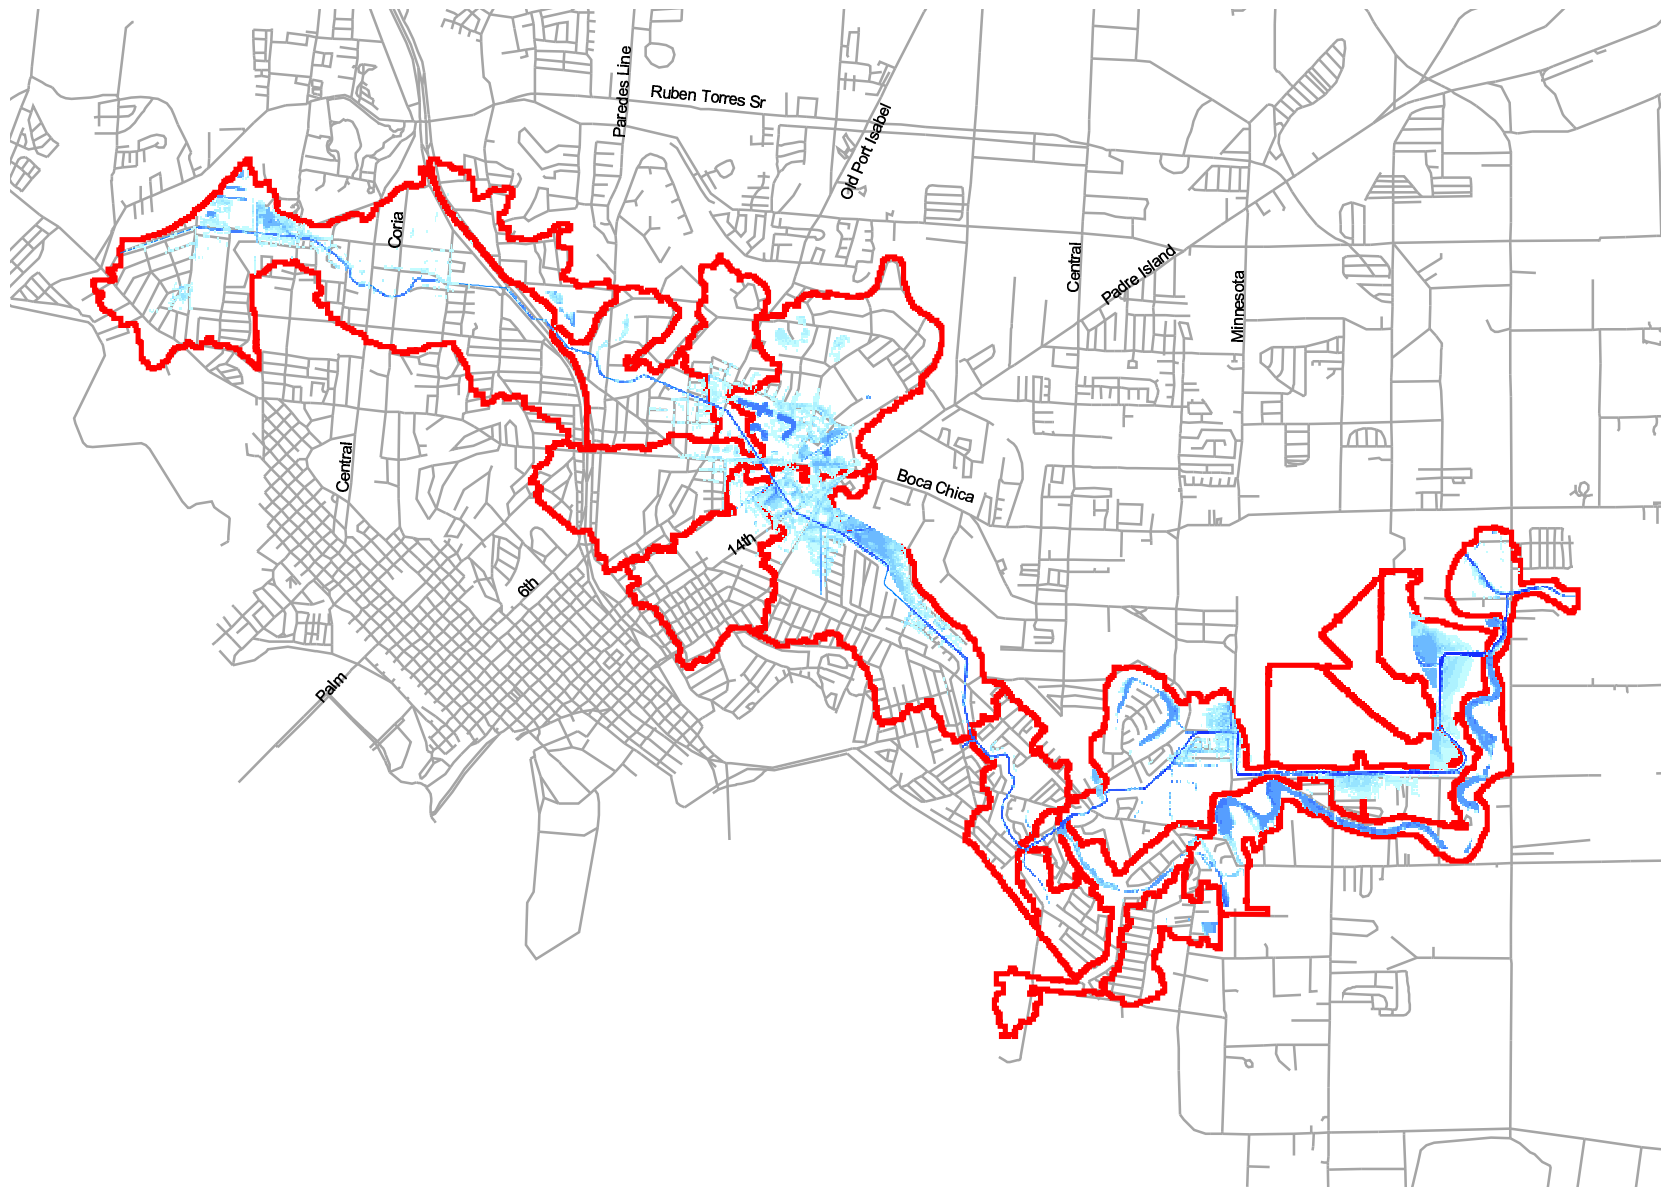 Paredes Line
Ruben Torres Sr
Old Port Isabel
Coria
Central
Padre Island
Minnesota
Central
Boca Chica
14th
6th
Palm